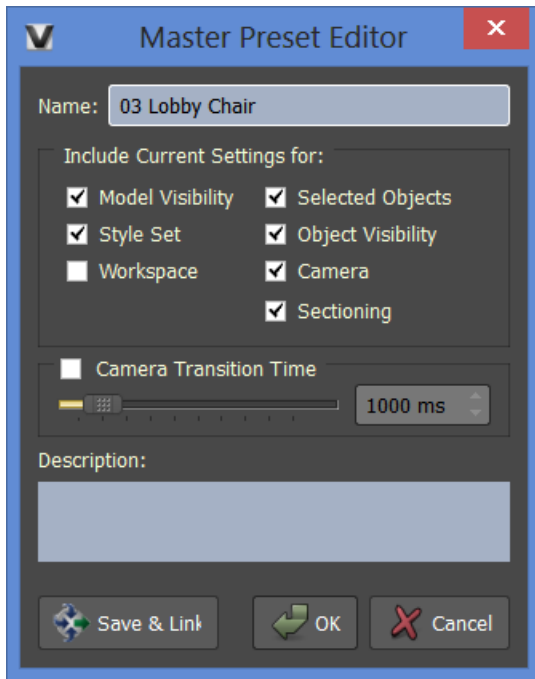 Master Preset Editor
Name: 03 Lobby Chair
Include Current Settings for:
Model Visibility Selected Objects
Style Set Object Visibility
Workspace Camera
Sectioning
Camera Transition Time
1000 ms
Description:
Save & Link OK Cancel